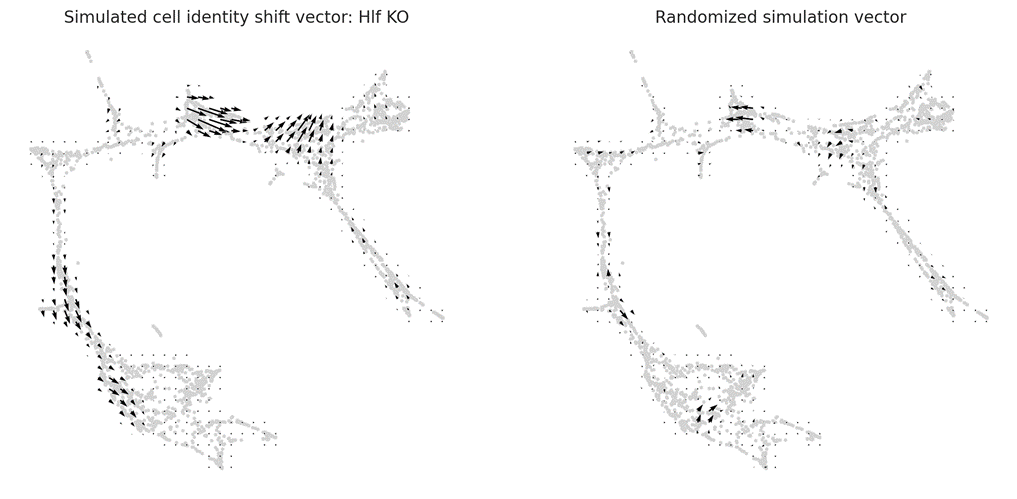 Simulated cell identity shift vector: Hlf KO
Randomized simulation vector